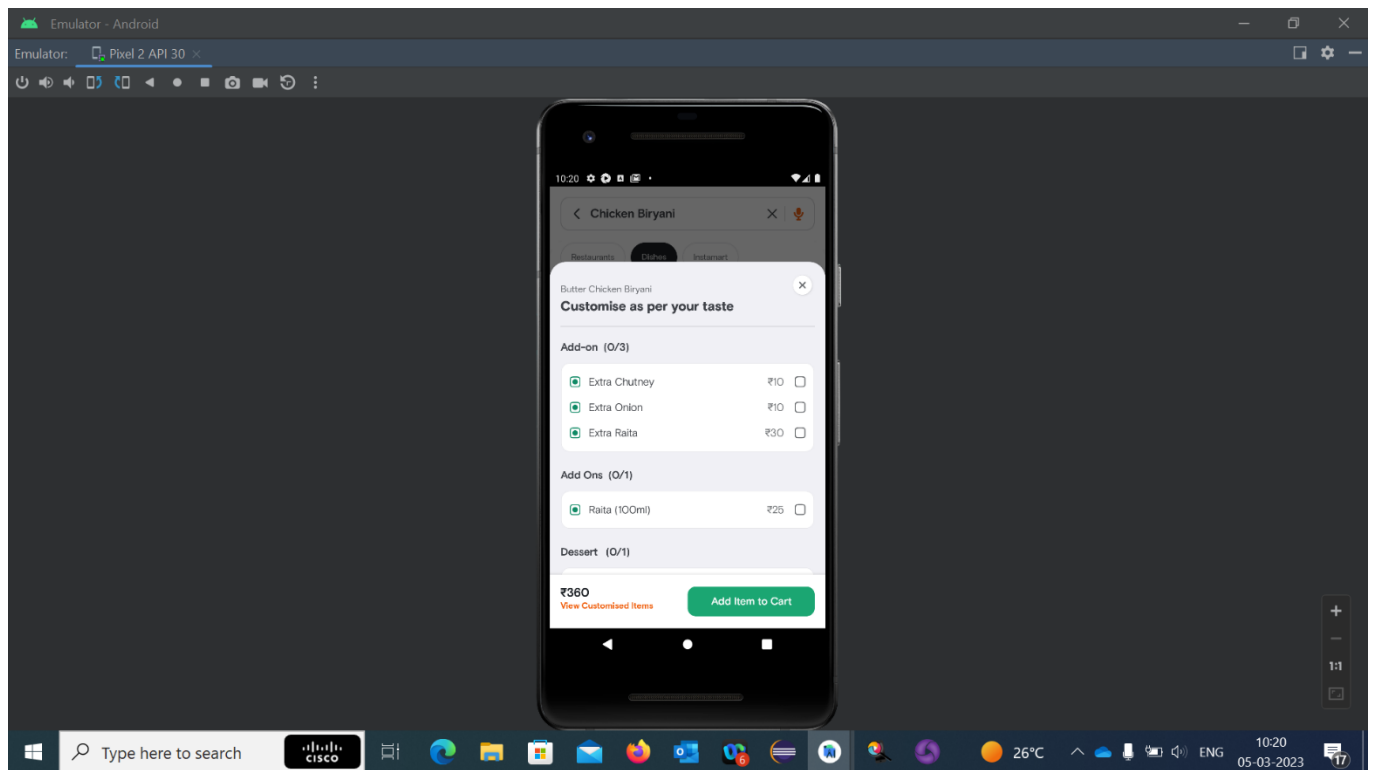 Emulator - Android
Emulator: Pixel 2 API 30
10:20
Chicken Biryani
Restaurants Dishes Instamart
Butter Chicken Biryani
Customise as per your taste
Add-on (0/3)
Extra Chutney ₹10
Extra Onion ₹10
Extra Raita ₹30
Add Ons (0/1)
Raita (100ml) ₹25
Dessert (0/1)
₹360
View Customised Items
Add Item to Cart
1:1
Type here to search
cisco
6
26°C
ENG
10:20
05-03-2023
17